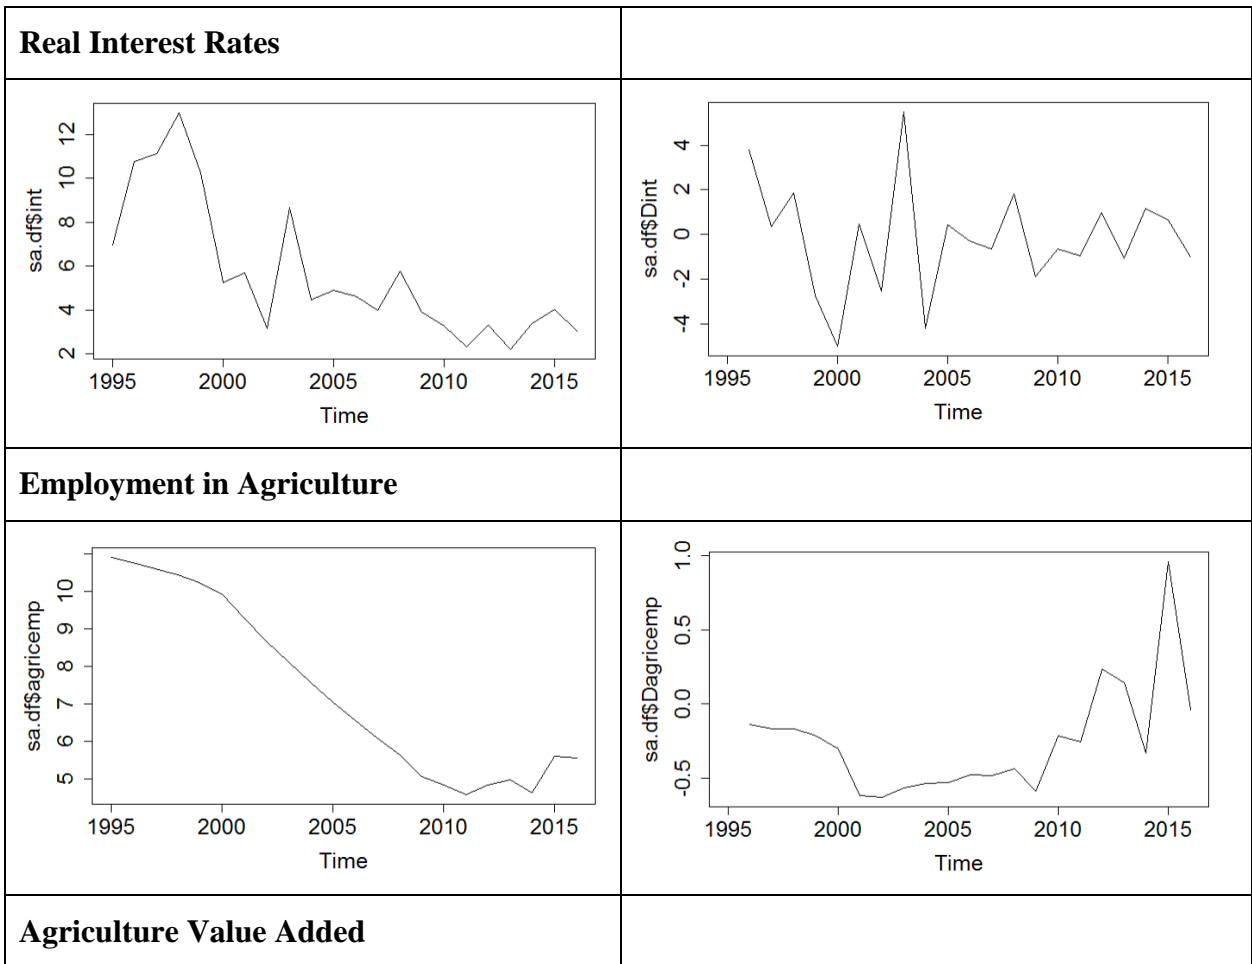 Real Interest Rates
sa.df$int
12
10
8
6
4
2
1995 2000 2005 2010 2015
Time
sa.df$Dint
4
2
0
-2
-4
1995 2000 2005 2010 2015
Time
Employment in Agriculture
sa.df$agricemp
10
9
8
7
6
5
1995 2000 2005 2010 2015
Time
sa.df$Dagricemp
1.0
0.5
0.0
-0.5
1995 2000 2005 2010 2015
Time
Agriculture Value Added